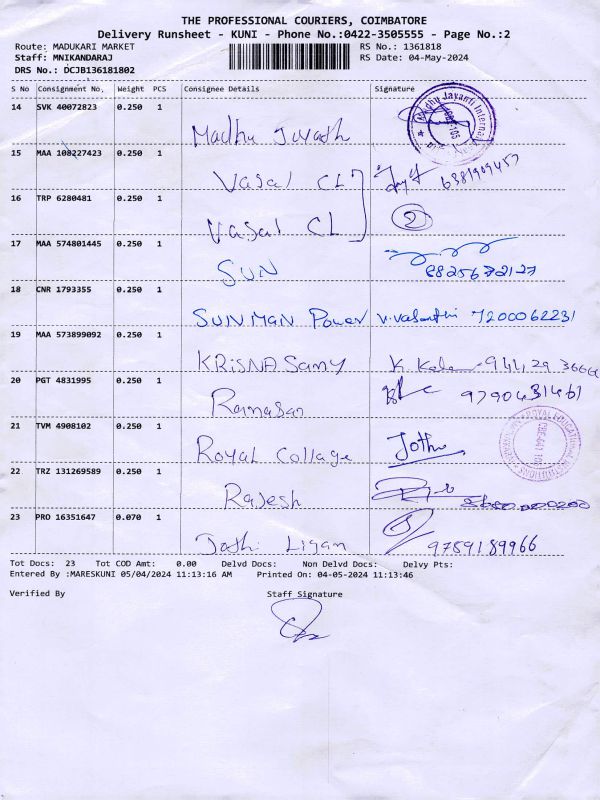 THE PROFESSIONAL COURIERS, COIMBATORE
Delivery Runsheet - KUNI - Phone No.:0422-3505555 - Page No.:2
Route: MADUKARI MARKET RS No.: 1361818
Staff: MNIKANDARAJ RS Date: 04-May-2024
DRS No.: DCJB136181802
S No Consignment No. Weight PCS Consignee Details Signature
14 SVK 40072823 0.250 1
Madhu
15 MAA 108227423 0.250 1
Vasal CL 6381909457
16 TRP 6280481 0.250 1
Vasal CL 2
17 MAA 574801445 0.250 1
SUN
18 CNR 1793355 0.250 1
SUNMAN Power V.Vasanthi 7200062231
19 MAA 573899092 0.250 1
KRISNA Samy
20 PGT 4831995 0.250 1
9790431461
21 TVM 4908102 0.250 1
Royal Collage Jothi
22 TRZ 131269589 0.250 1
Rajesh
23 PRO 16351647 0.070 1
9789189966
Tot Docs: 23 Tot COD Amt: 0.00 Delvd Docs: Non Delvd Docs: Delvy Pts:
Entered By :MARESKUNI 05/04/2024 11:13:16 AM Printed On: 04-05-2024 11:13:46
Verified By Staff Signature